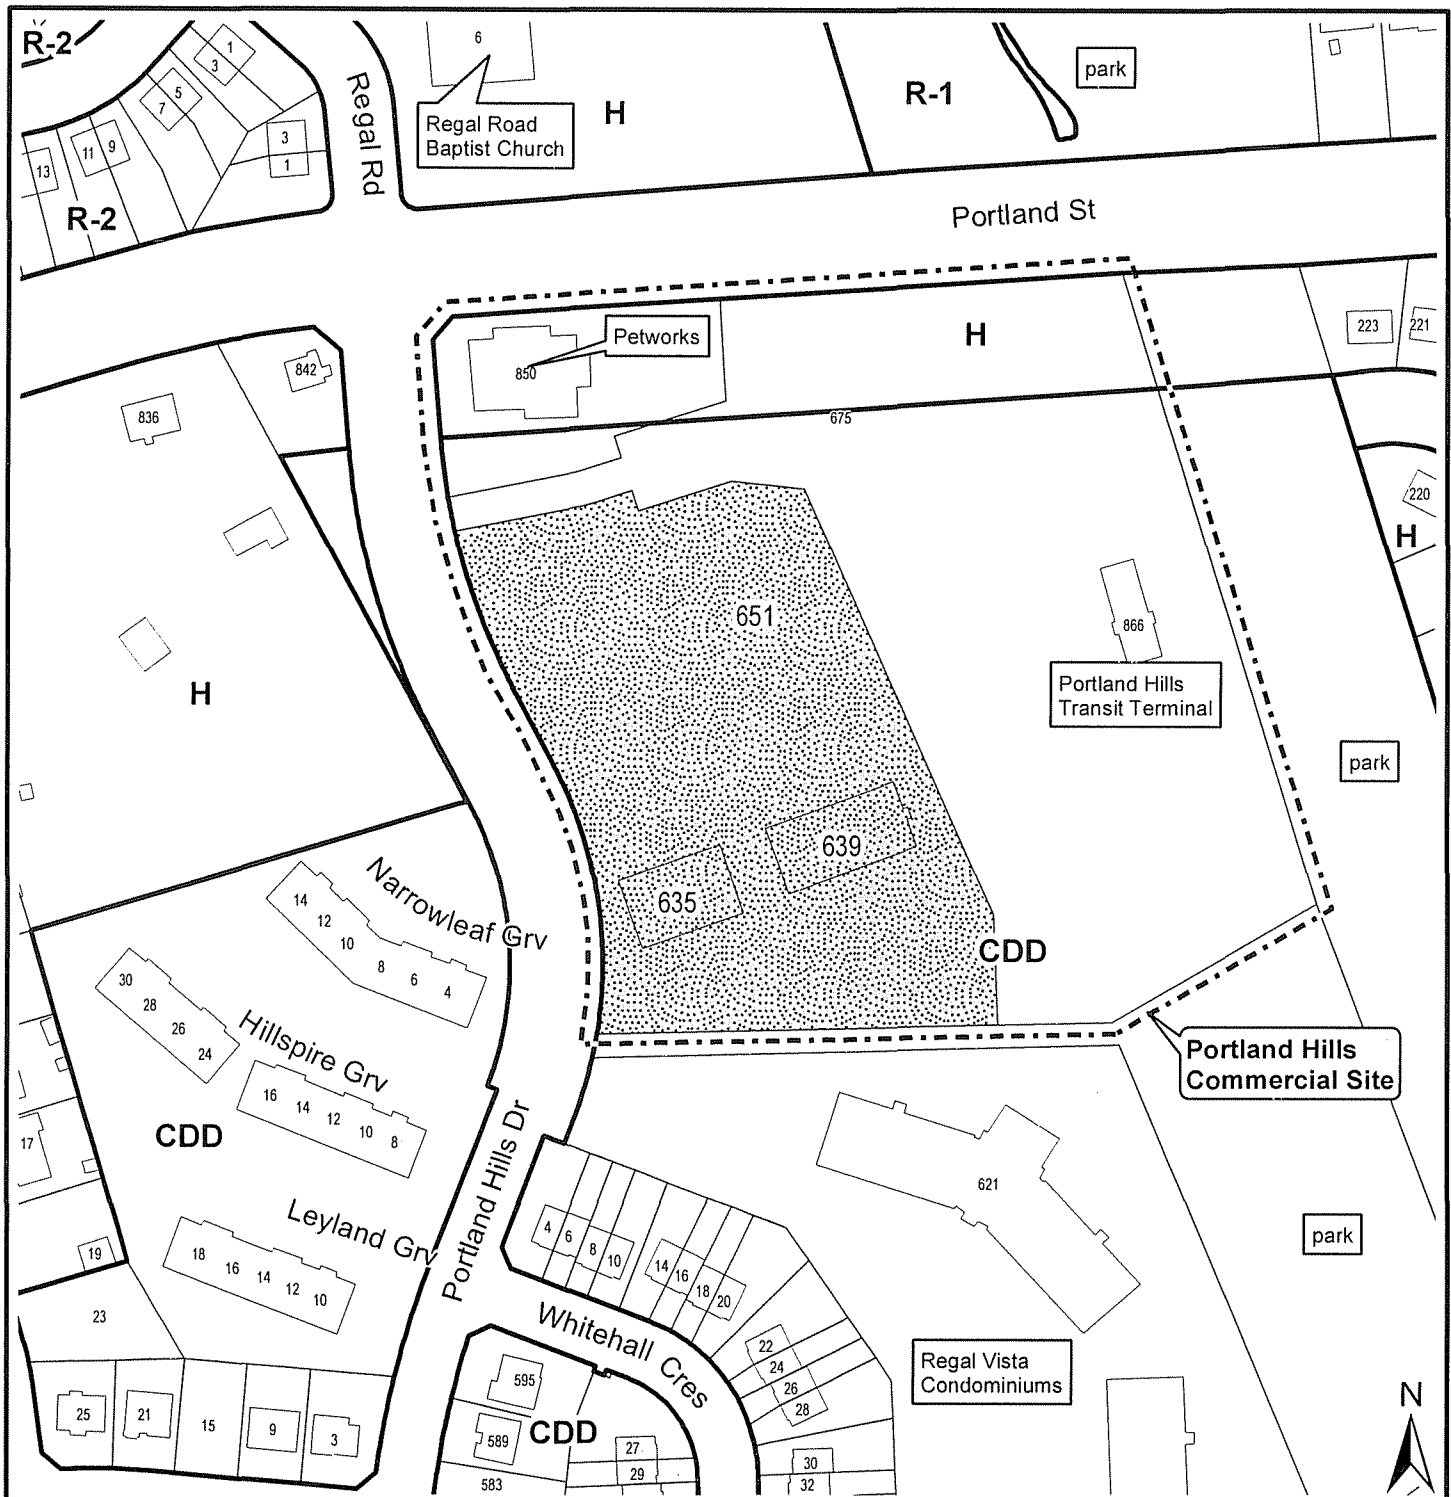 R-2
1
3
5
7
11
9
13
3
1
R-2
Regal Rd
6
Regal Road
Baptist Church
H
R-1
park
Portland St
Petworks
850
H
223
221
842
836
675
220
H
651
866
Portland Hills
Transit Terminal
H
park
639
635
CDD
Narrowleaf Grv
14
12
10
8
6
4
30
28
26
24
Hillspire Grv
16
14
12
10
8
CDD
17
Portland Hills
Commercial Site
Portland Hills Dr
621
park
Leyland Grv
18
16
14
12
10
19
23
4
6
8
10
14
16
18
20
Whitehall Cres
22
24
26
28
Regal Vista
Condominiums
25
21
15
9
3
595
589
CDD
583
27
29
30
32
N